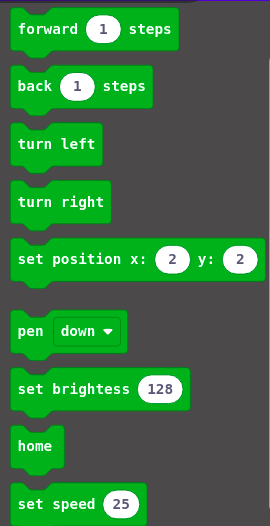 forward 1 steps
back 1 steps
turn left
turn right
set position x: 2 y: 2
pen down
set brightess 128
home
set speed 25